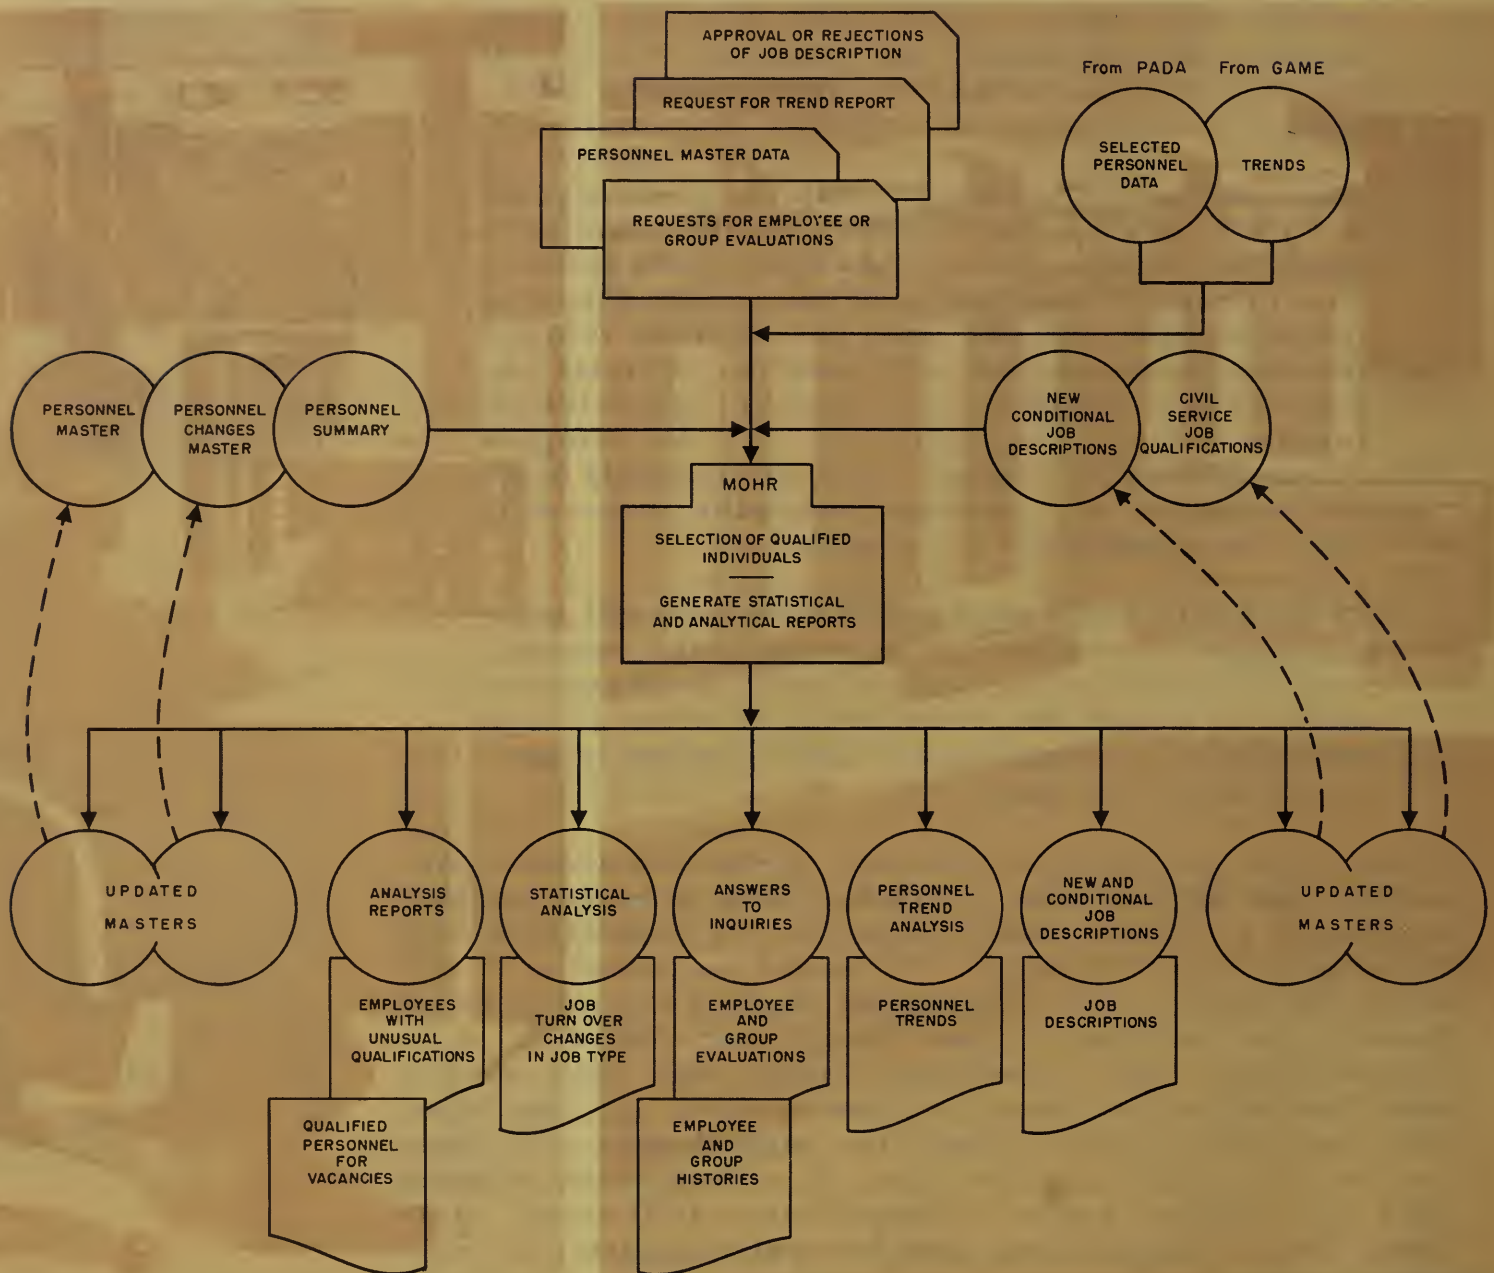 APPROVAL OR REJECTIONS
OF JOB DESCRIPTION
REQUEST FOR TREND REPORT
PERSONNEL MASTER DATA
REQUESTS FOR EMPLOYEE OR
GROUP EVALUATIONS
From PADA
From GAME
SELECTED
PERSONNEL
DATA
TRENDS
PERSONNEL
MASTER
PERSONNEL
CHANGES
MASTER
PERSONNEL
SUMMARY
NEW
CONDITIONAL
JOB
DESCRIPTIONS
CIVIL
SERVICE
JOB
QUALIFICATIONS
MOHR
SELECTION OF QUALIFIED
INDIVIDUALS
GENERATE STATISTICAL
AND ANALYTICAL REPORTS
UPDATED
MASTERS
ANALYSIS
REPORTS
STATISTICAL
ANALYSIS
ANSWERS
TO
INQUIRIES
PERSONNEL
TREND
ANALYSIS
NEW AND
CONDITIONAL
JOB
DESCRIPTIONS
UPDATED
MASTERS
EMPLOYEES
WITH
UNUSUAL
QUALIFICATIONS
JOB
TURN OVER
CHANGES
IN JOB TYPE
EMPLOYEE
AND
GROUP
EVALUATIONS
PERSONNEL
TRENDS
JOB
DESCRIPTIONS
QUALIFIED
PERSONNEL
FOR
VACANCIES
EMPLOYEE
AND
GROUP
HISTORIES